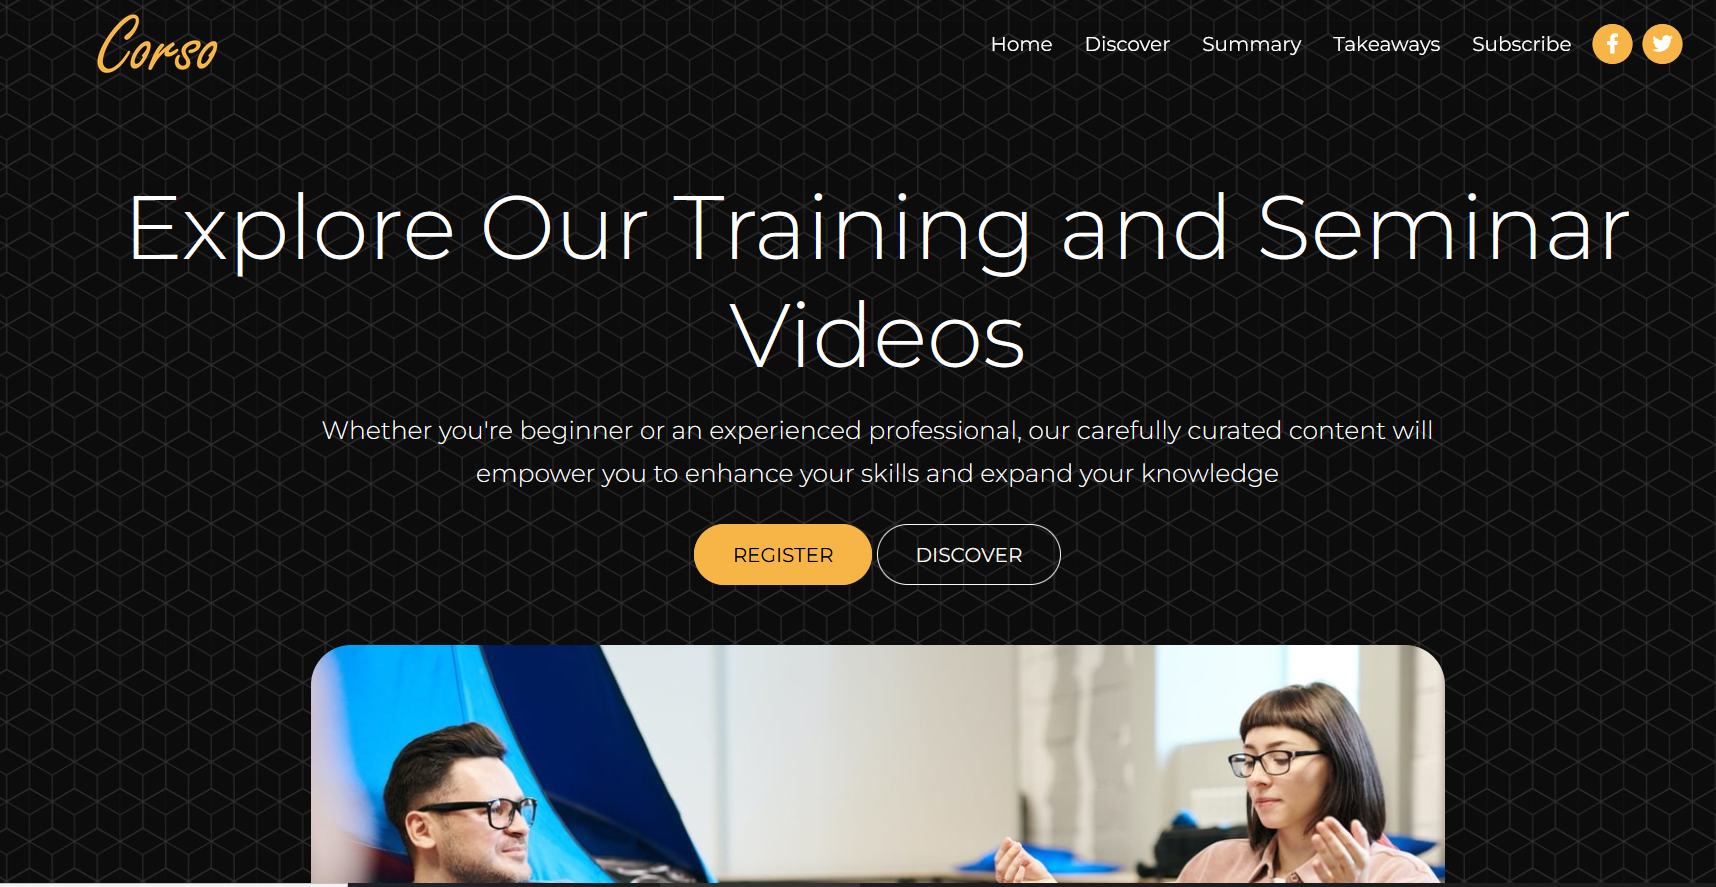 Corso
Home Discover Summary Takeaways Subscribe
Explore Our Training and Seminar
Videos
Whether you're beginner or an experienced professional, our carefully curated content will
empower you to enhance your skills and expand your knowledge
REGISTER DISCOVER